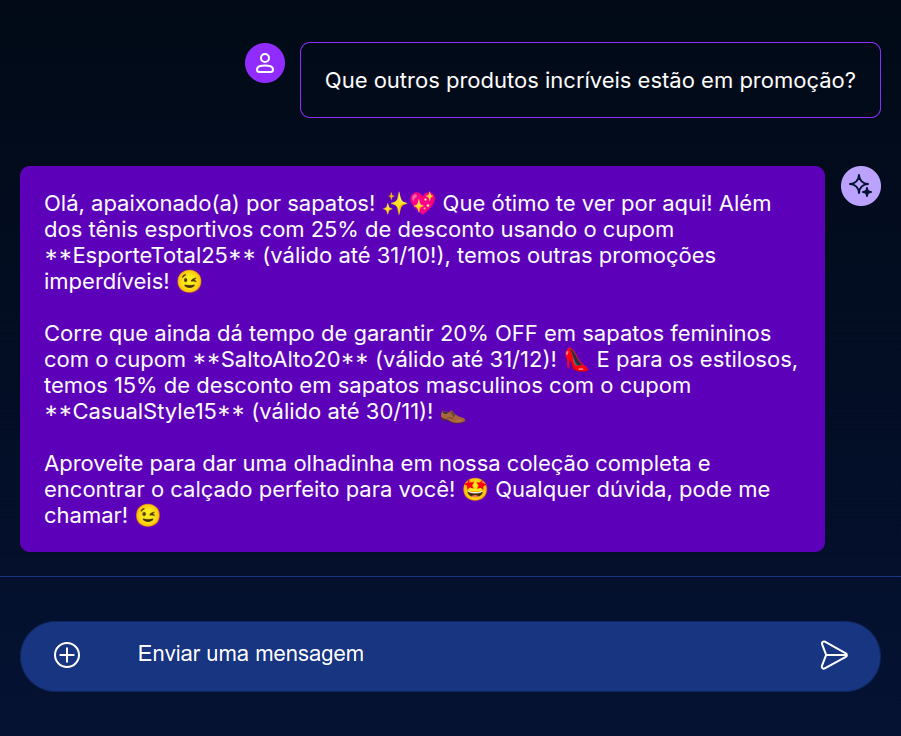 Que outros produtos incríveis estão em promoção?
Olá, apaixonado(a) por sapatos! ✨💖 Que ótimo te ver por aqui! Além
dos tênis esportivos com 25% de desconto usando o cupom
**EsporteTotal25** (válido até 31/10!), temos outras promoções
imperdíveis! 😉
Corre que ainda dá tempo de garantir 20% OFF em sapatos femininos
com o cupom **SaltoAlto20** (válido até 31/12)! 👠 E para os estilosos,
temos 15% de desconto em sapatos masculinos com o cupom
**CasualStyle15** (válido até 30/11)! 👞
Aproveite para dar uma olhadinha em nossa coleção completa e
encontrar o calçado perfeito para você! 🤩 Qualquer dúvida, pode me
chamar! 😉
Enviar uma mensagem